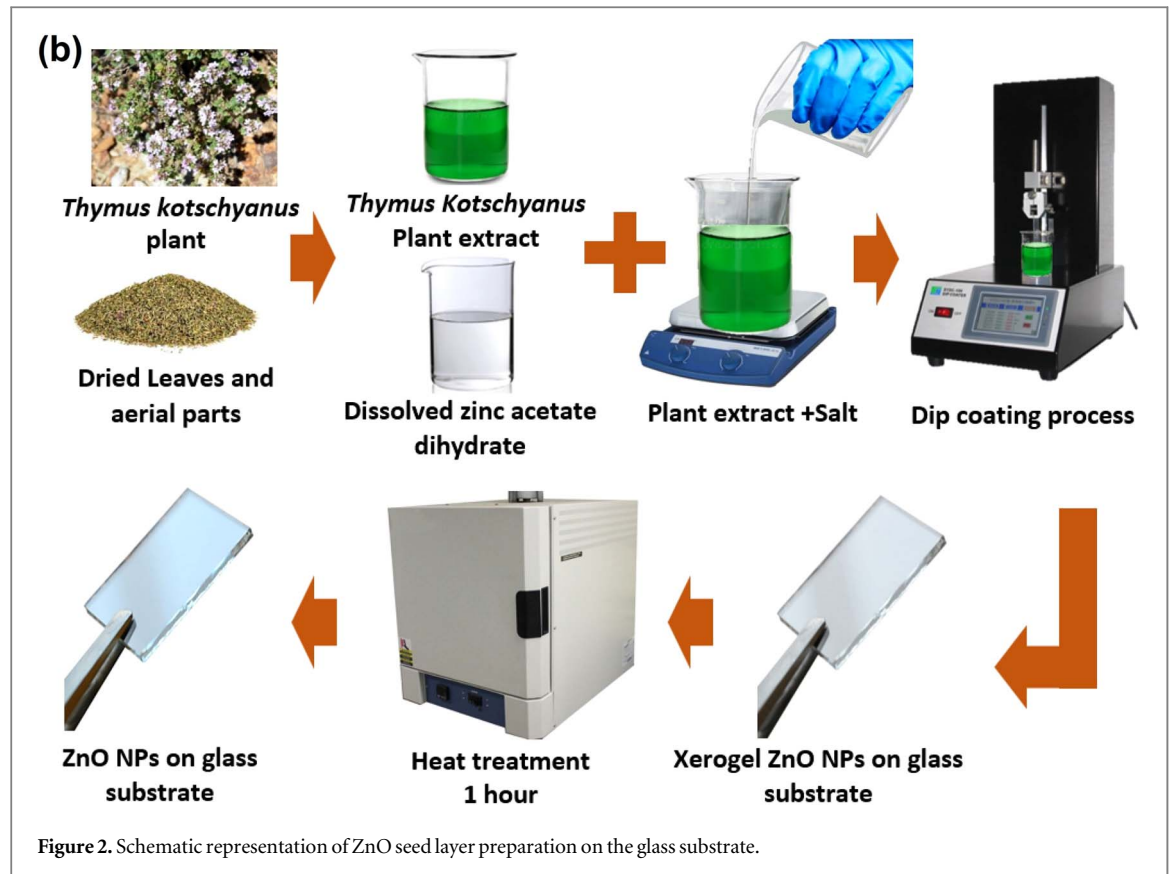 (b)
Thymus kotschyanus
plant
Dried Leaves and
aerial parts
Thymus Kotschyanus
Plant extract
Dissolved zinc acetate
dihydrate
Plant extract +Salt
Dip coating process
Xerogel ZnO NPs on glass
substrate
Heat treatment
1 hour
ZnO NPs on glass
substrate
Figure 2. Schematic representation of ZnO seed layer preparation on the glass substrate.